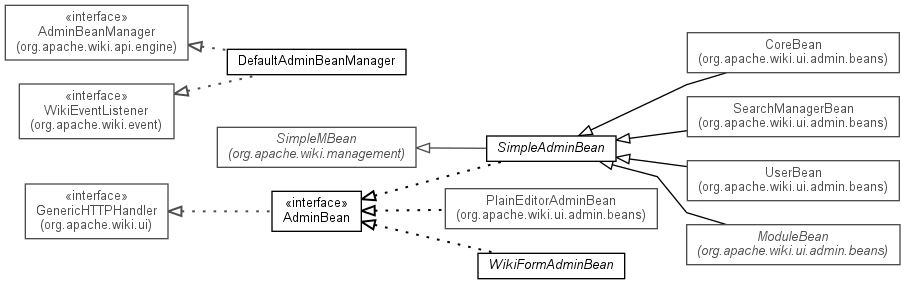 «interface»
AdminBeanManager
(org.apache.wiki.api.engine)
DefaultAdminBeanManager
«interface»
WikiEventListener
(org.apache.wiki.event)
SimpleMBean
(org.apache.wiki.management)
SimpleAdminBean
CoreBean
(org.apache.wiki.ui.admin.beans)
SearchManagerBean
(org.apache.wiki.ui.admin.beans)
UserBean
(org.apache.wiki.ui.admin.beans)
ModuleBean
(org.apache.wiki.ui.admin.beans)
«interface»
GenericHTTPHandler
(org.apache.wiki.ui)
«interface»
AdminBean
PlainEditorAdminBean
(org.apache.wiki.ui.admin.beans)
WikiFormAdminBean